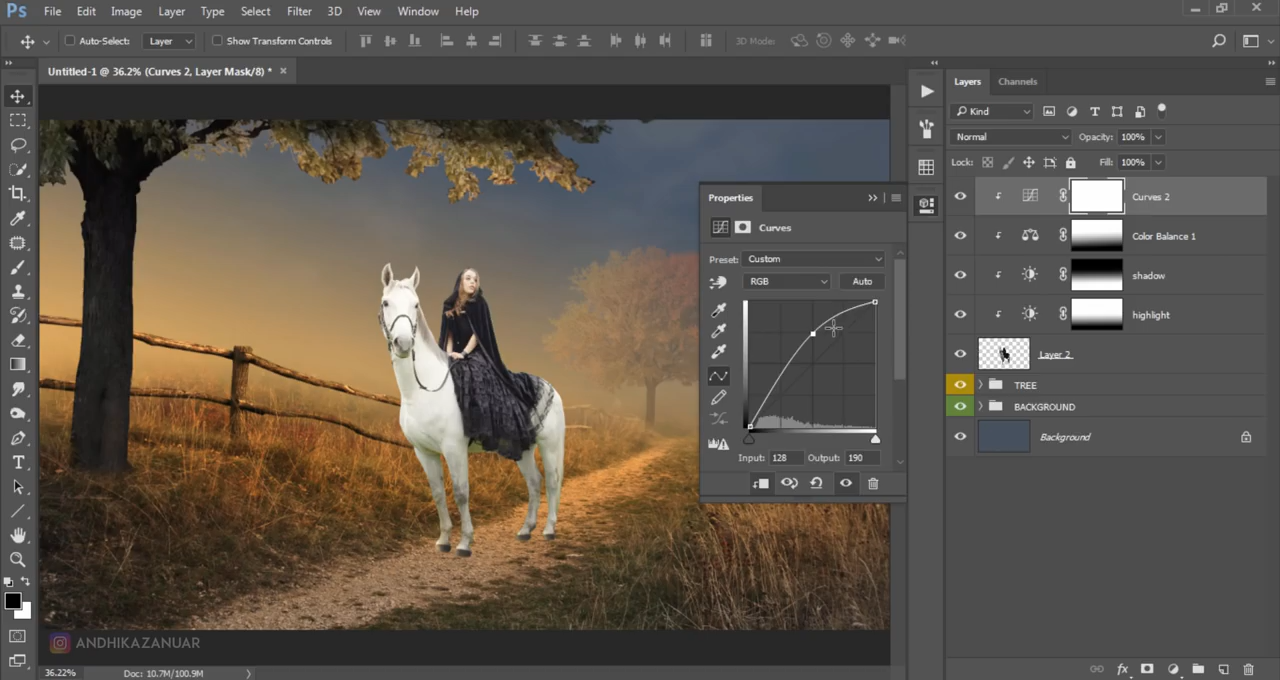 Ps File Edit Image Layer Type Select Filter 3D View Window Help
Auto-Select: Layer Show Transform Controls 3D Mode:
Untitled-1 @ 36.2% (Curves 2, Layer Mask/8) *
Layers Channels
Kind
Normal Opacity: 100%
Lock: Fill: 100%
Curves 2
Color Balance 1
shadow
highlight
Layer 2
TREE
BACKGROUND
Background
Properties
Curves
Preset: Custom
RGB Auto
Input: 128 Output: 190
ANDHIKAZANUAR
36.22% Doc: 10.7M/100.9M